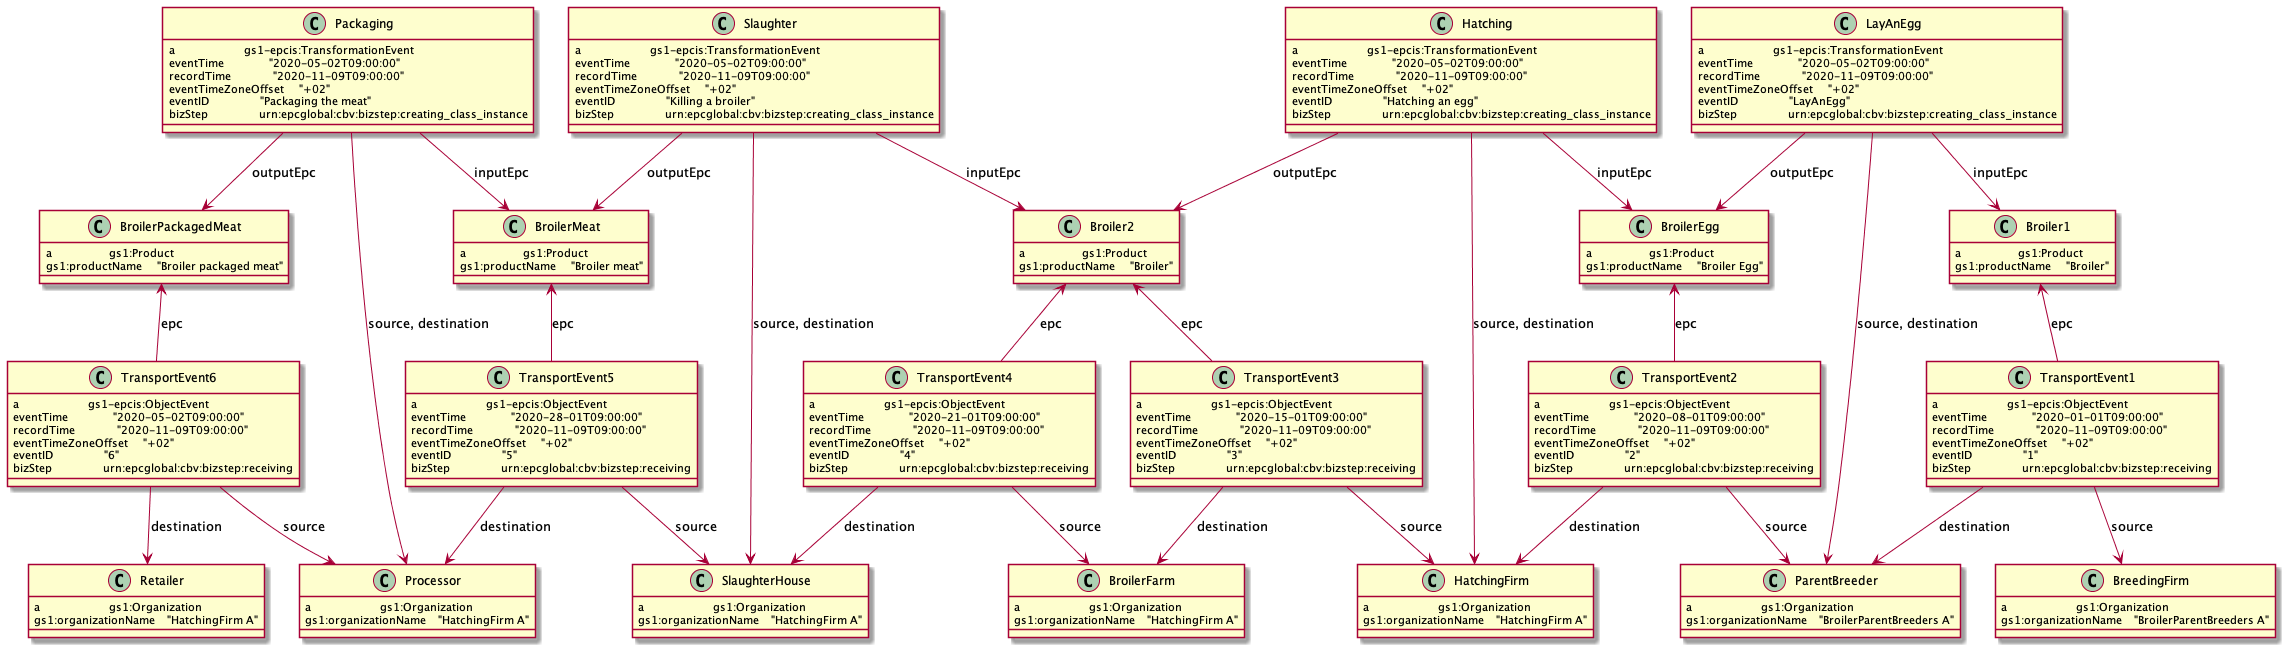 C Packaging
a gs1-epcis:TransformationEvent
eventTime "2020-05-02T09:00:00"
recordTime "2020-11-09T09:00:00"
eventTimeZoneOffset "+02"
eventID "Packaging the meat"
bizStep urn:epcglobal:cbv:bizstep:creating_class_instance
C Slaughter
a gs1-epcis:TransformationEvent
eventTime "2020-05-02T09:00:00"
recordTime "2020-11-09T09:00:00"
eventTimeZoneOffset "+02"
eventID "Killing a broiler"
bizStep urn:epcglobal:cbv:bizstep:creating_class_instance
C Hatching
a gs1-epcis:TransformationEvent
eventTime "2020-05-02T09:00:00"
recordTime "2020-11-09T09:00:00"
eventTimeZoneOffset "+02"
eventID "Hatching an egg"
bizStep urn:epcglobal:cbv:bizstep:creating_class_instance
C LayAnEgg
a gs1-epcis:TransformationEvent
eventTime "2020-05-02T09:00:00"
recordTime "2020-11-09T09:00:00"
eventTimeZoneOffset "+02"
eventID "LayAnEgg"
bizStep urn:epcglobal:cbv:bizstep:creating_class_instance
outputEpc
inputEpc
outputEpc
inputEpc
outputEpc
inputEpc
outputEpc
inputEpc
C BroilerPackagedMeat
a gs1:Product
gs1:productName "Broiler packaged meat"
C BroilerMeat
a gs1:Product
gs1:productName "Broiler meat"
C Broiler2
a gs1:Product
gs1:productName "Broiler"
C BroilerEgg
a gs1:Product
gs1:productName "Broiler Egg"
C Broiler1
a gs1:Product
gs1:productName "Broiler"
epc
source, destination
epc
source, destination
epc
epc
source, destination
epc
source, destination
epc
C TransportEvent6
a gs1-epcis:ObjectEvent
eventTime "2020-05-02T09:00:00"
recordTime "2020-11-09T09:00:00"
eventTimeZoneOffset "+02"
eventID "6"
bizStep urn:epcglobal:cbv:bizstep:receiving
C TransportEvent5
a gs1-epcis:ObjectEvent
eventTime "2020-28-01T09:00:00"
recordTime "2020-11-09T09:00:00"
eventTimeZoneOffset "+02"
eventID "5"
bizStep urn:epcglobal:cbv:bizstep:receiving
C TransportEvent4
a gs1-epcis:ObjectEvent
eventTime "2020-21-01T09:00:00"
recordTime "2020-11-09T09:00:00"
eventTimeZoneOffset "+02"
eventID "4"
bizStep urn:epcglobal:cbv:bizstep:receiving
C TransportEvent3
a gs1-epcis:ObjectEvent
eventTime "2020-15-01T09:00:00"
recordTime "2020-11-09T09:00:00"
eventTimeZoneOffset "+02"
eventID "3"
bizStep urn:epcglobal:cbv:bizstep:receiving
C TransportEvent2
a gs1-epcis:ObjectEvent
eventTime "2020-08-01T09:00:00"
recordTime "2020-11-09T09:00:00"
eventTimeZoneOffset "+02"
eventID "2"
bizStep urn:epcglobal:cbv:bizstep:receiving
C TransportEvent1
a gs1-epcis:ObjectEvent
eventTime "2020-01-01T09:00:00"
recordTime "2020-11-09T09:00:00"
eventTimeZoneOffset "+02"
eventID "1"
bizStep urn:epcglobal:cbv:bizstep:receiving
destination
source
destination
source
destination
source
destination
source
destination
source
destination
source
C Retailer
a gs1:Organization
gs1:organizationName "HatchingFirm A"
C Processor
a gs1:Organization
gs1:organizationName "HatchingFirm A"
C SlaughterHouse
a gs1:Organization
gs1:organizationName "HatchingFirm A"
C BroilerFarm
a gs1:Organization
gs1:organizationName "HatchingFirm A"
C HatchingFirm
a gs1:Organization
gs1:organizationName "HatchingFirm A"
C ParentBreeder
a gs1:Organization
gs1:organizationName "BroilerParentBreeders A"
C BreedingFirm
a gs1:Organization
gs1:organizationName "BroilerParentBreeders A"